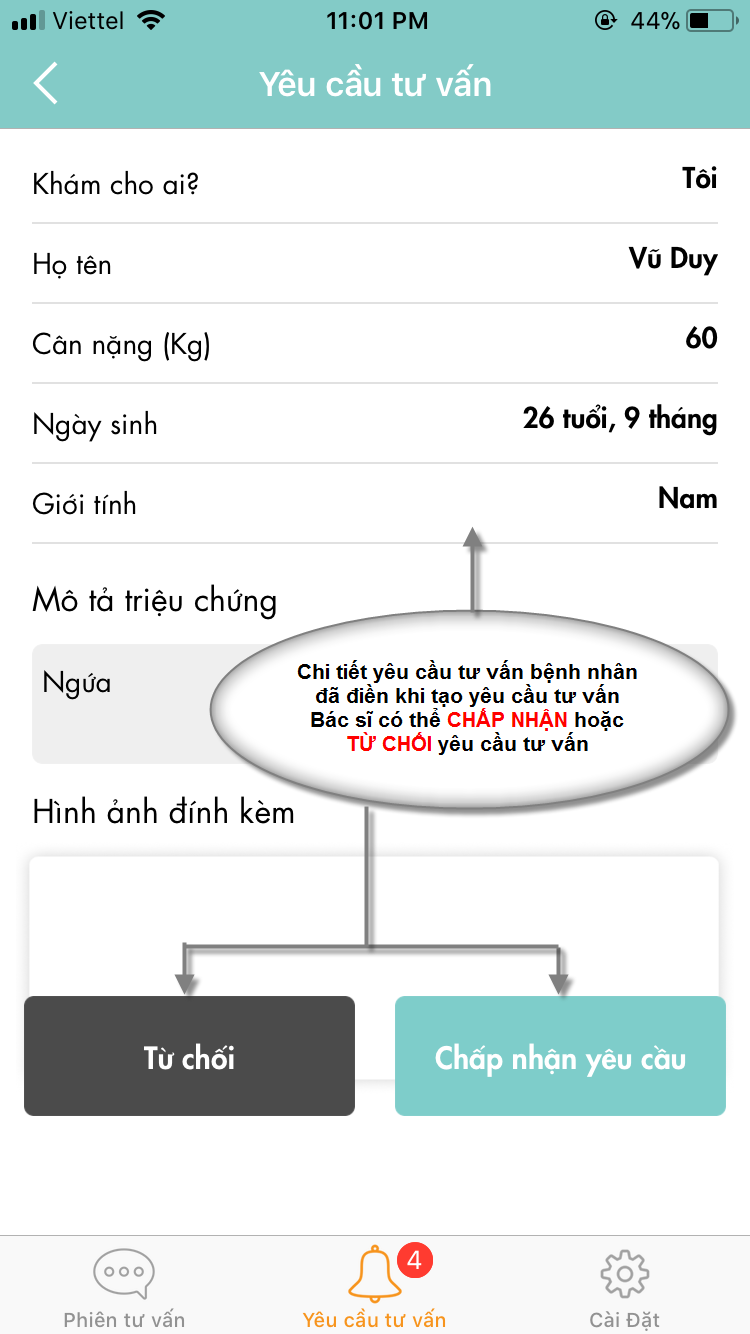 Viettel 11:01 PM 44%
Yêu cầu tư vấn
Khám cho ai? Tôi
Họ tên Vũ Duy
Cân nặng (Kg) 60
Ngày sinh 26 tuổi, 9 tháng
Giới tính Nam
Mô tả triệu chứng
Ngứa
Chi tiết yêu cầu tư vấn bệnh nhân
đã điền khi tạo yêu cầu tư vấn
Bác sĩ có thể CHẤP NHẬN hoặc
TỪ CHỐI yêu cầu tư vấn
Hình ảnh đính kèm
Từ chối Chấp nhận yêu cầu
4
Phiên tư vấn Yêu cầu tư vấn Cài Đặt